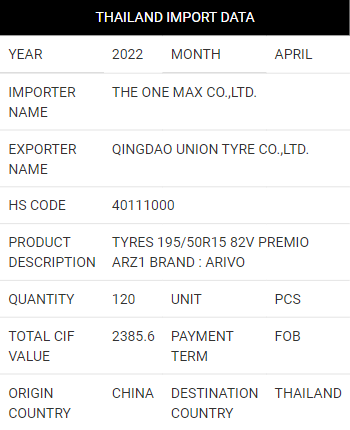 THAILAND IMPORT DATA
YEAR 2022 MONTH APRIL
IMPORTER NAME THE ONE MAX CO.,LTD.
EXPORTER NAME QINGDAO UNION TYRE CO.,LTD.
HS CODE 40111000
PRODUCT DESCRIPTION TYRES 195/50R15 82V PREMIO ARZ1 BRAND : ARIVO
QUANTITY 120 UNIT PCS
TOTAL CIF VALUE 2385.6 PAYMENT TERM FOB
ORIGIN COUNTRY CHINA DESTINATION COUNTRY THAILAND